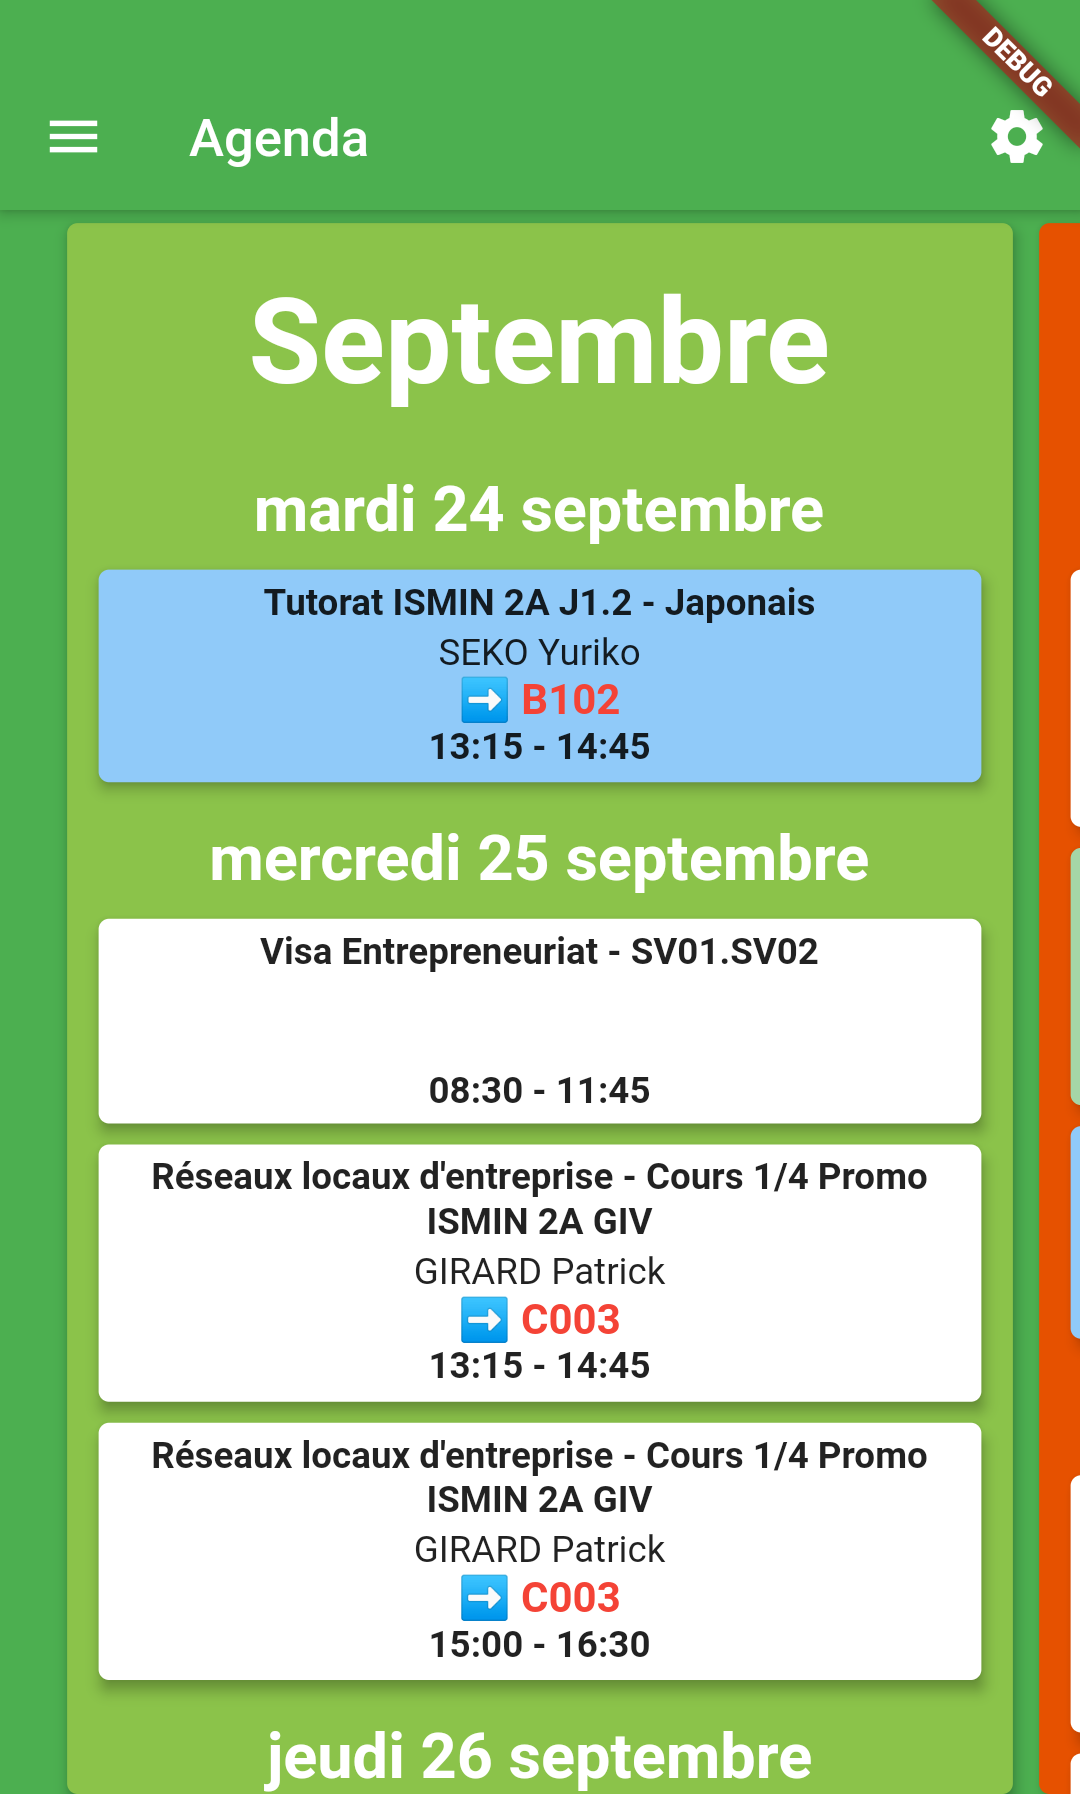 DEBUG
Agenda
Septembre
mardi 24 septembre
Tutorat ISMIN 2A J1.2 - Japonais
SEKO Yuriko
➡️ B102
13:15 - 14:45
mercredi 25 septembre
Visa Entrepreneuriat - SV01.SV02
08:30 - 11:45
Réseaux locaux d'entreprise - Cours 1/4 Promo
ISMIN 2A GIV
GIRARD Patrick
➡️ C003
13:15 - 14:45
Réseaux locaux d'entreprise - Cours 1/4 Promo
ISMIN 2A GIV
GIRARD Patrick
➡️ C003
15:00 - 16:30
jeudi 26 septembre